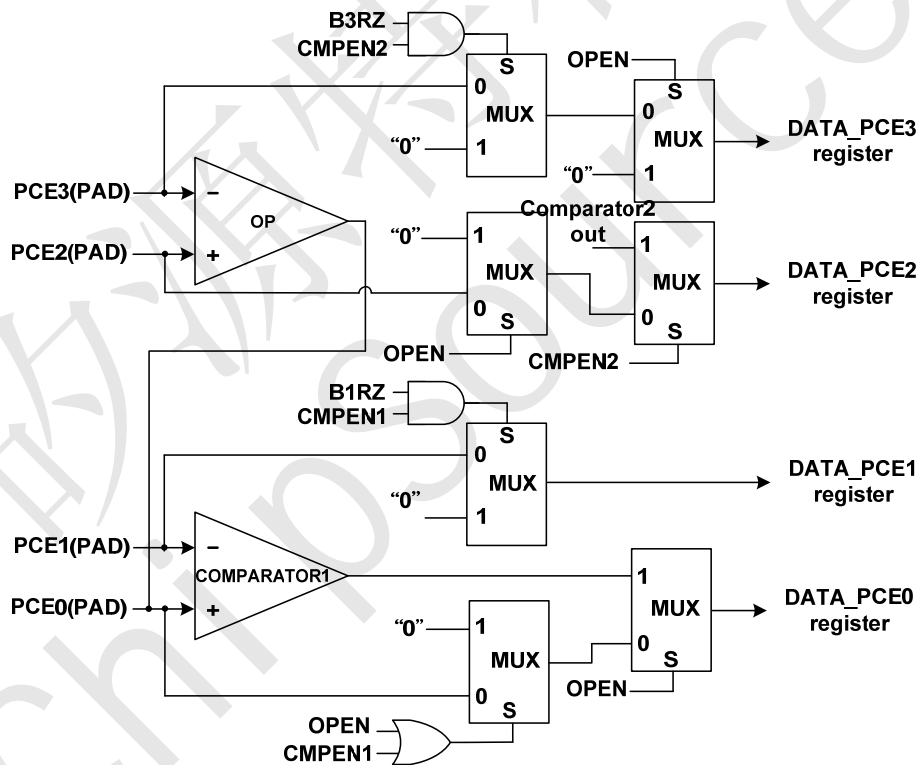 B3RZ
CMPEN2
S
0
MUX
"0"
1
OPEN
S
0
MUX
"0"
1
DATA_PCE3
register
PCE3(PAD)
-
OP
PCE2(PAD)
+
"0"
1
MUX
0
S
OPEN
Comparator2
out
1
MUX
0
S
CMPEN2
DATA_PCE2
register
B1RZ
CMPEN1
S
0
MUX
"0"
1
DATA_PCE1
register
PCE1(PAD)
-
COMPARATOR1
PCE0(PAD)
+
1
MUX
0
S
OPEN
DATA_PCE0
register
"0"
1
MUX
0
S
OPEN
CMPEN1
chipsource